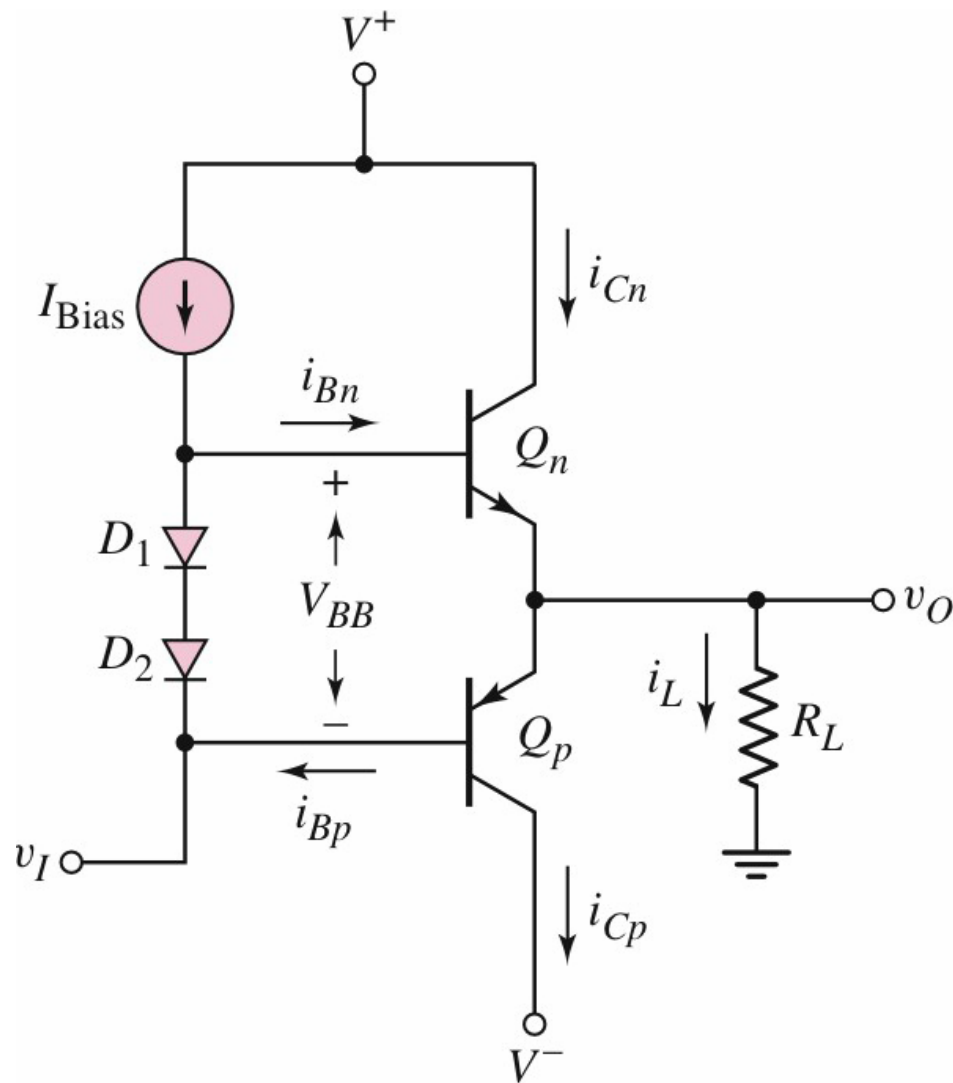 V⁺
I_Bias
i_Cn
i_Bn
Q_n
+
D₁
V_BB
v_O
D₂
−
i_L
R_L
Q_p
i_Bp
v_I
i_Cp
V⁻